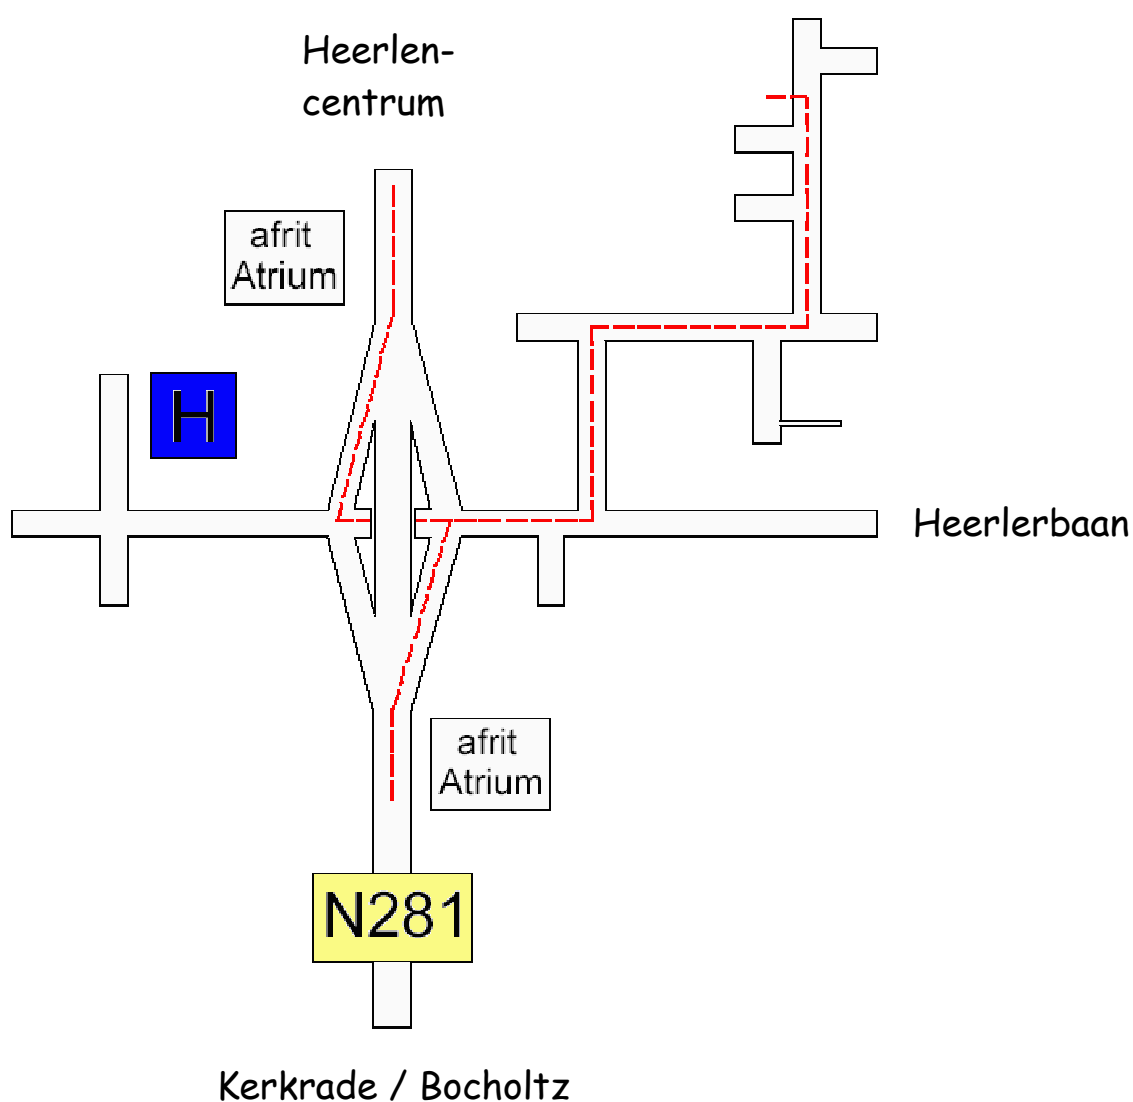 Heerlen-
centrum
afrit
Atrium
H
Heerlerbaan
afrit
Atrium
N281
Kerkrade / Bocholtz